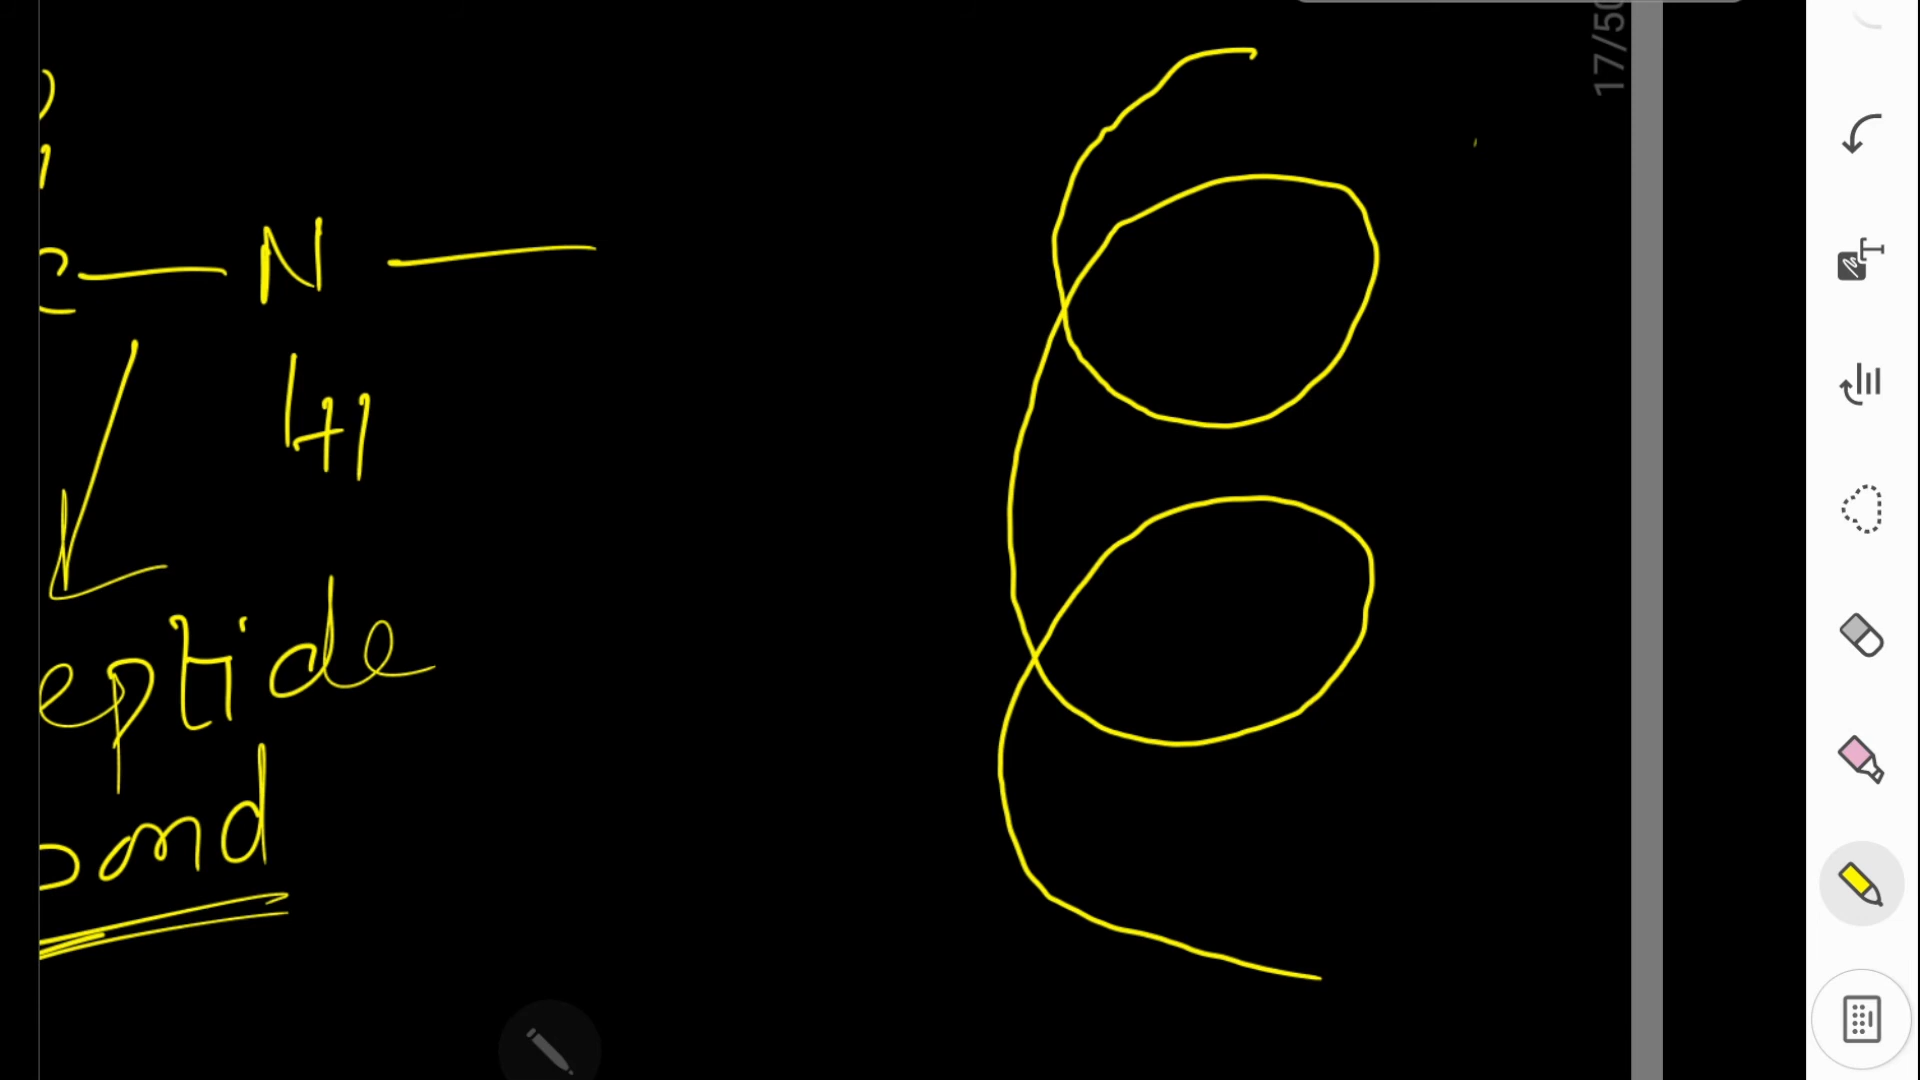 C — N —
H
eptide
ond
17/50